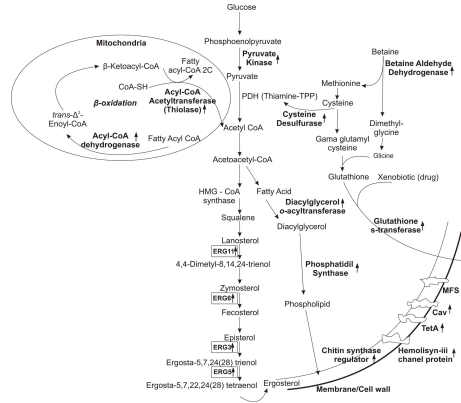 Glucose
Phosphoenolpyruvate
Pyruvate
Kinase
Pyruvate
Mitochondria
β-Ketoacyl-CoA
Fatty
acyl-CoA 2C
CoA-SH
β-oxidation
Acyl-CoA
Acetyltransferase
(Thiolase)
trans-Δ²-
Enoyl-CoA
Acyl-CoA
dehydrogenase
Fatty Acyl CoA
PDH (Thiamine-TPP)
Acetyl CoA
Betaine
Betaine Aldehyde
Dehydrogenase
Methionine
Cysteine
Cysteine
Desulfurase
Dimethyl-
glycine
Gama glutamyl
cysteine
Glicine
Glutathione
Xenobiotic (drug)
Glutathione
s-transferase
Acetoacetyl-CoA
HMG - CoA
synthase
Fatty Acid
Diacylglycerol
o-acyltransferase
Squalene
Diacylglycerol
Lanosterol
ERG11
4,4-Dimetyl-8,14,24-trienol
Phosphatidil
Synthase
Zymosterol
ERG6
Fecosterol
Phospholipid
Episterol
ERG3
Ergosta-5,7,24(28) trienol
ERG5
Ergosta-5,7,22,24(28) tetraenol
Ergosterol
MFS
Cav
TetA
Chitin synthase
regulator
Hemolisyn-iii
chanel protein
Membrane/Cell wall